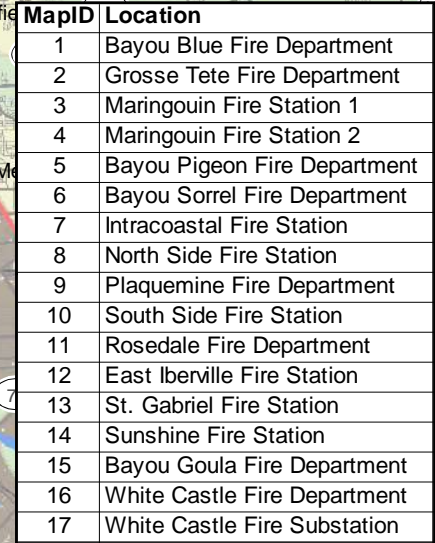 MapID Location
1 Bayou Blue Fire Department
2 Grosse Tete Fire Department
3 Maringouin Fire Station 1
4 Maringouin Fire Station 2
5 Bayou Pigeon Fire Department
6 Bayou Sorrel Fire Department
7 Intracoastal Fire Station
8 North Side Fire Station
9 Plaquemine Fire Department
10 South Side Fire Station
11 Rosedale Fire Department
12 East Iberville Fire Station
13 St. Gabriel Fire Station
14 Sunshine Fire Station
15 Bayou Goula Fire Department
16 White Castle Fire Department
17 White Castle Fire Substation